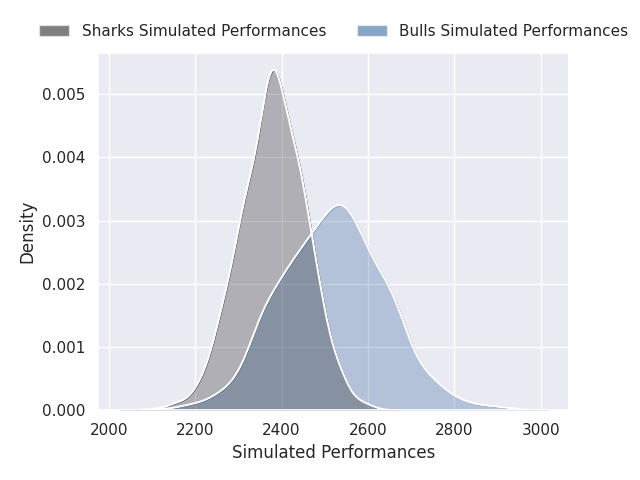 Sharks Simulated Performances Bulls Simulated Performances
0.005
0.004
0.003
0.002
0.001
0.000
Density
2000 2200 2400 2600 2800 3000
Simulated Performances